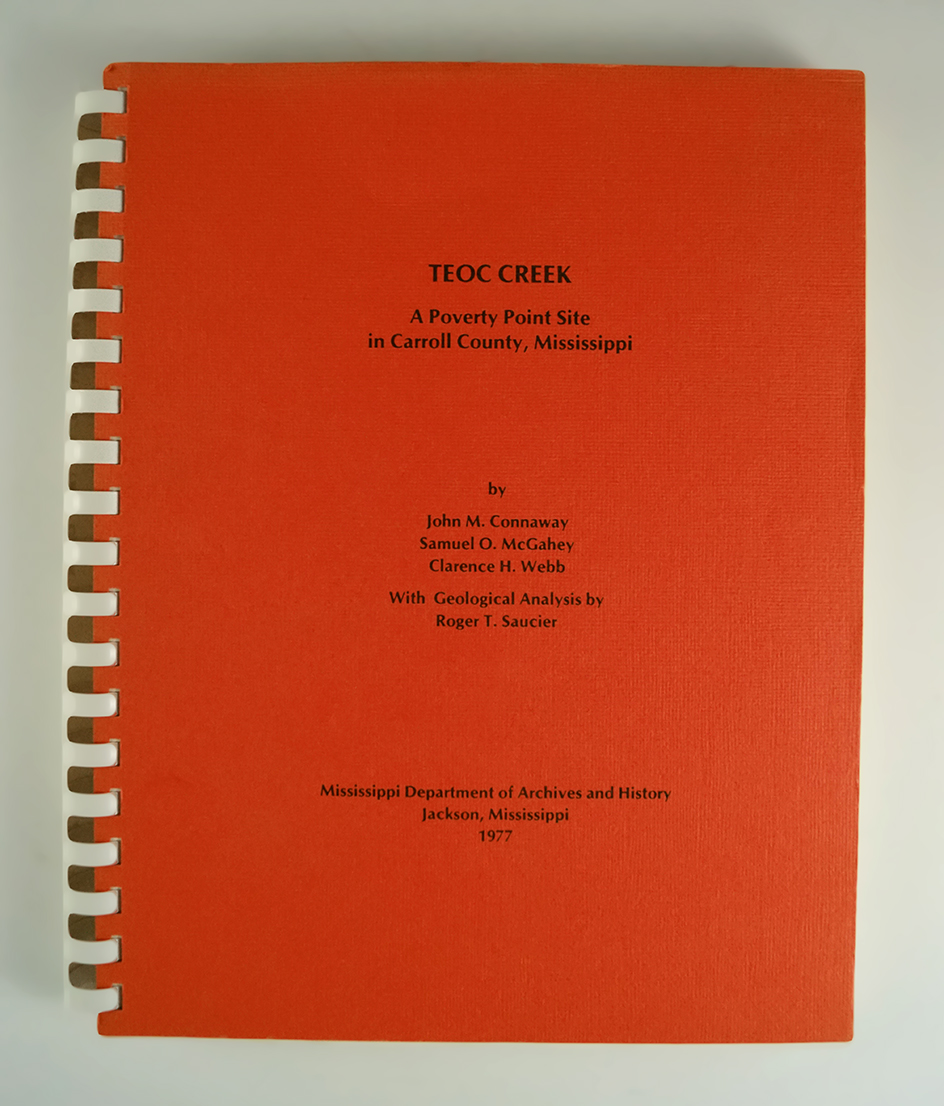 TEOC CREEK
A Poverty Point Site
in Carroll County, Mississippi
by
John M. Connaway
Samuel O. McGahey
Clarence H. Webb
With Geological Analysis by
Roger T. Saucier
Mississippi Department of Archives and History
Jackson, Mississippi
1977